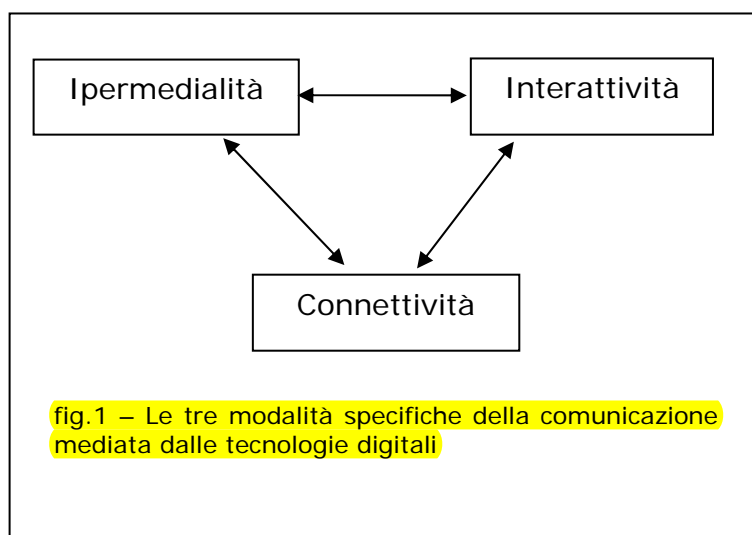 Ipermedialità
Interattività
Connettività
fig.1 – Le tre modalità specifiche della comunicazione
mediata dalle tecnologie digitali